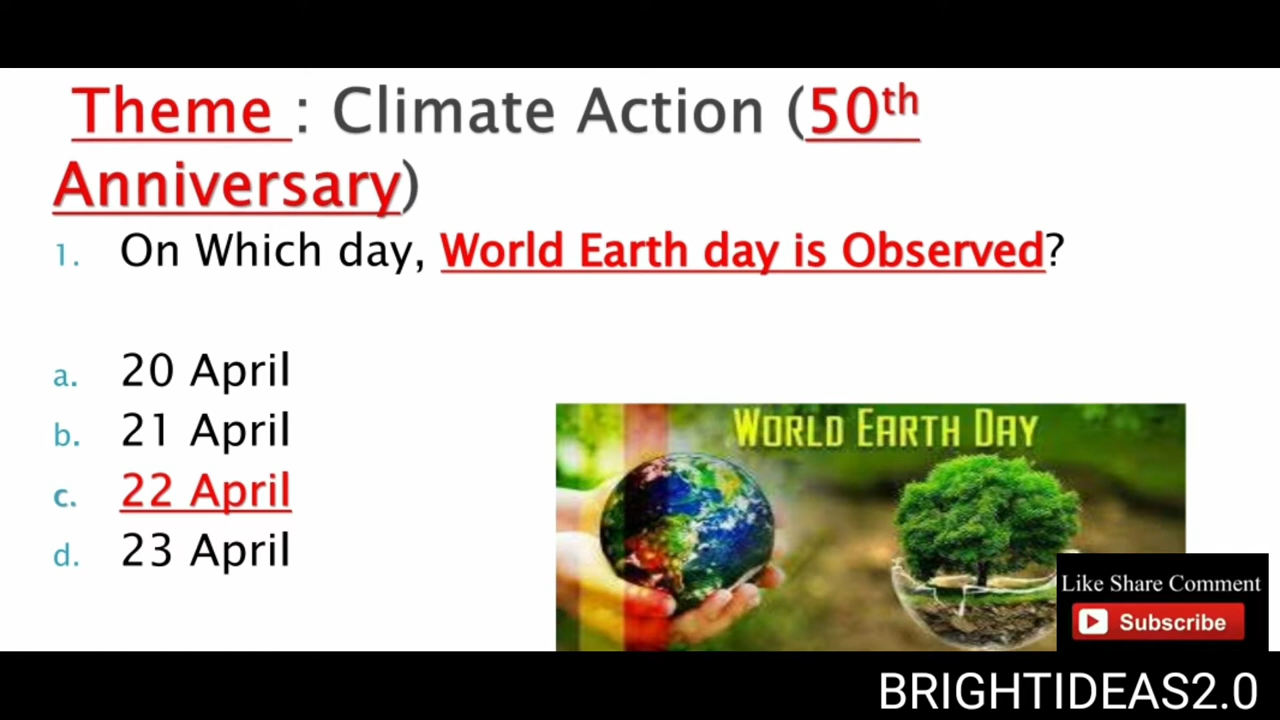 Theme : Climate Action (50th
Anniversary)
1. On Which day, World Earth day is Observed?
a. 20 April
b. 21 April
c. 22 April
d. 23 April
WORLD EARTH DAY
Like Share Comment
Subscribe
BRIGHTIDEAS2.0